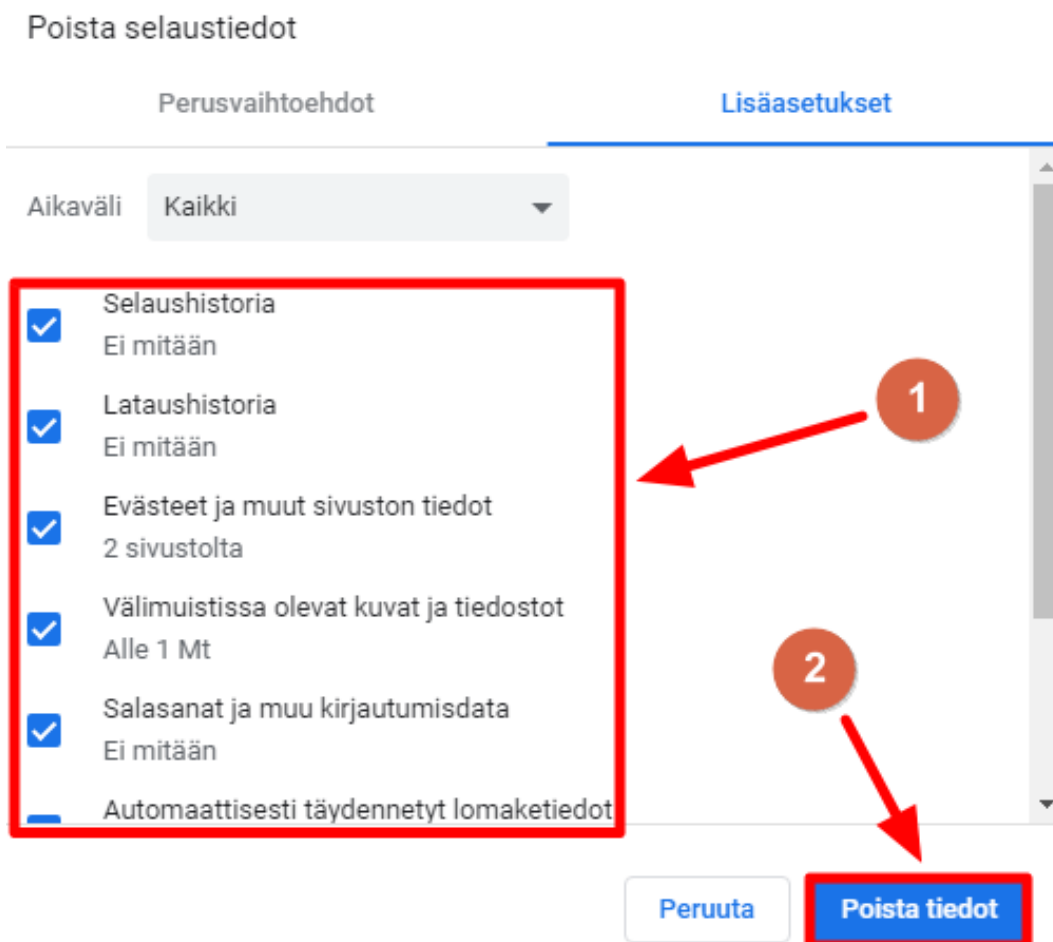 Poista selaustiedot
Perusvaihtoehdot
Lisäasetukset
Aikaväli
Kaikki
Selaushistoria
Ei mitään
Lataushistoria
Ei mitään
Evästeet ja muut sivuston tiedot
2 sivustolta
Välimuistissa olevat kuvat ja tiedostot
Alle 1 Mt
Salasanat ja muu kirjautumisdata
Ei mitään
Automaattisesti täydennetyt lomaketiedot
1
2
Peruuta
Poista tiedot